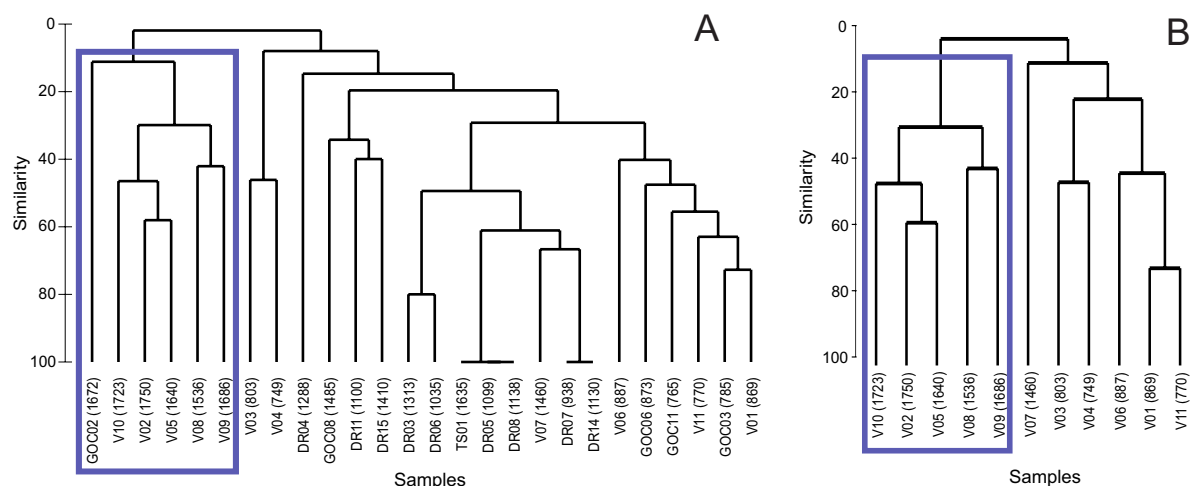 A
0
20
40
60
80
100
Similarity
GOC02 (1672)
V10 (1723)
V02 (1750)
V05 (1640)
V08 (1536)
V09 (1686)
V03 (803)
V04 (749)
DR04 (1288)
GOC08 (1485)
DR11 (1100)
DR15 (1410)
DR03 (1313)
DR06 (1035)
TS01 (1635)
DR05 (1099)
DR08 (1138)
V07 (1460)
DR07 (938)
DR14 (1130)
V06 (887)
GOC06 (873)
GOC11 (765)
V11 (770)
GOC03 (785)
V01 (869)
Samples
B
0
20
40
60
80
100
Similarity
V10 (1723)
V02 (1750)
V05 (1640)
V08 (1536)
V09 (1686)
V07 (1460)
V03 (803)
V04 (749)
V06 (887)
V01 (869)
V11 (770)
Samples